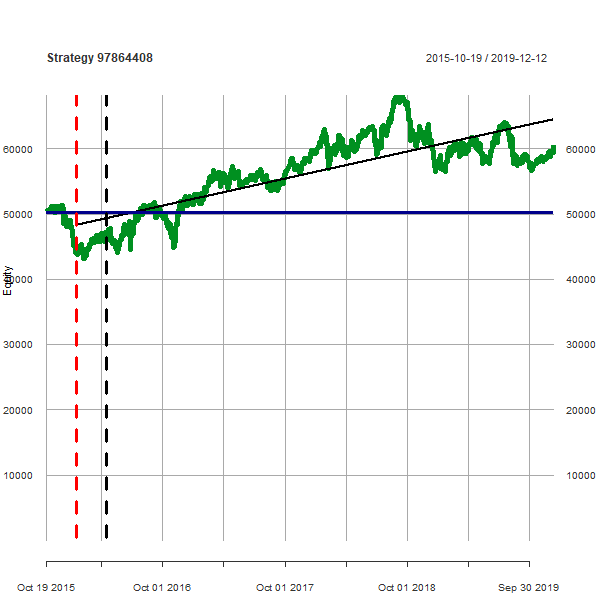 Strategy 97864408 2015-10-19 / 2019-12-12
60000 60000
50000 50000
Equity
40000 40000
30000 30000
20000 20000
10000 10000
Oct 19 2015 Oct 01 2016 Oct 01 2017 Oct 01 2018 Sep 30 2019